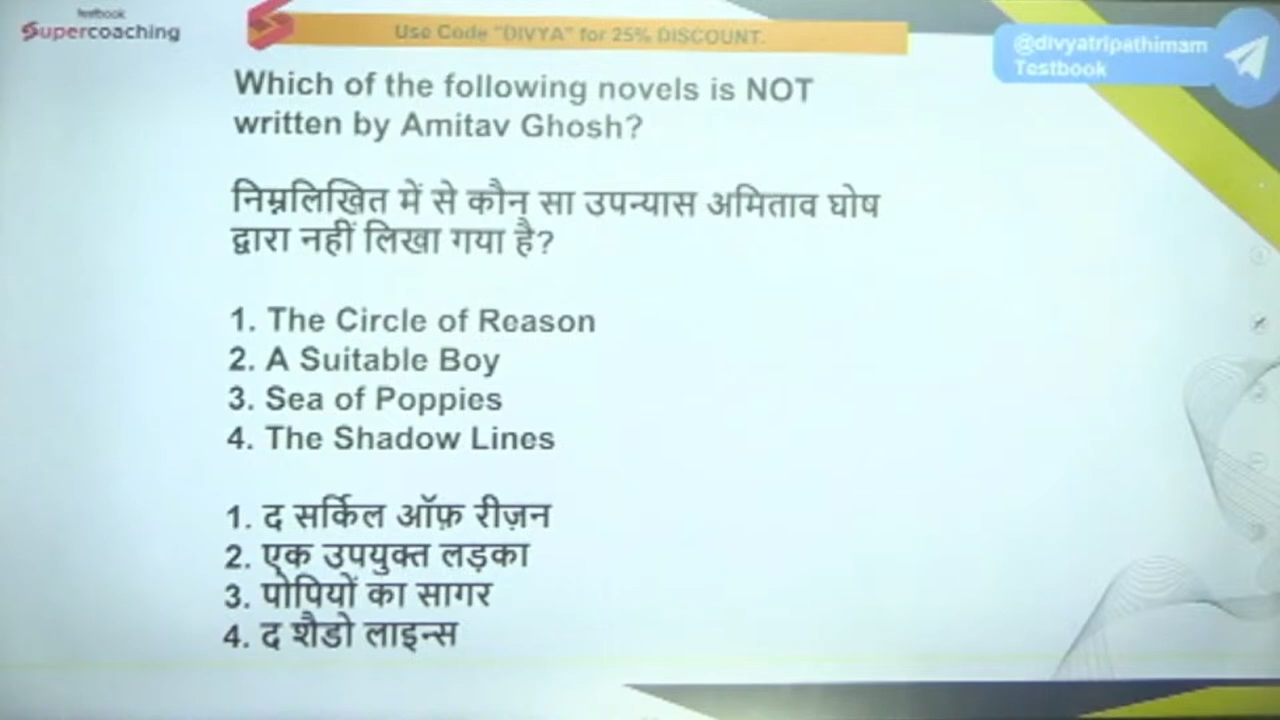 testbook
Supercoaching
Use Code "DIVYA" for 25% DISCOUNT.
@divyatripathimam
Testbook
Which of the following novels is NOT
written by Amitav Ghosh?
निम्नलिखित में से कौन सा उपन्यास अमिताव घोष
द्वारा नहीं लिखा गया है?
1. The Circle of Reason
2. A Suitable Boy
3. Sea of Poppies
4. The Shadow Lines
1. द सर्किल ऑफ़ रीज़न
2. एक उपयुक्त लड़का
3. पोपियों का सागर
4. द शैडो लाइन्स